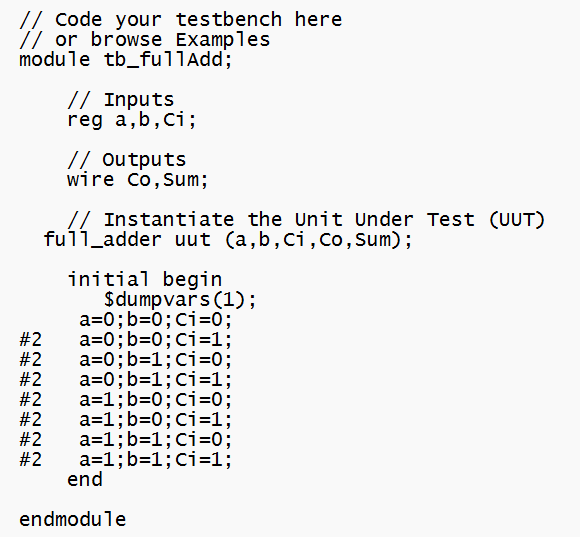 // Code your testbench here
// or browse Examples
module tb_fullAdd;
// Inputs
reg a,b,Ci;
// Outputs
wire Co,Sum;
// Instantiate the Unit Under Test (UUT)
full_adder uut (a,b,Ci,Co,Sum);
initial begin
$dumpvars(1);
a=0;b=0;Ci=0;
#2 a=0;b=0;Ci=1;
#2 a=0;b=1;Ci=0;
#2 a=0;b=1;Ci=1;
#2 a=1;b=0;Ci=0;
#2 a=1;b=0;Ci=1;
#2 a=1;b=1;Ci=0;
#2 a=1;b=1;Ci=1;
end
endmodule